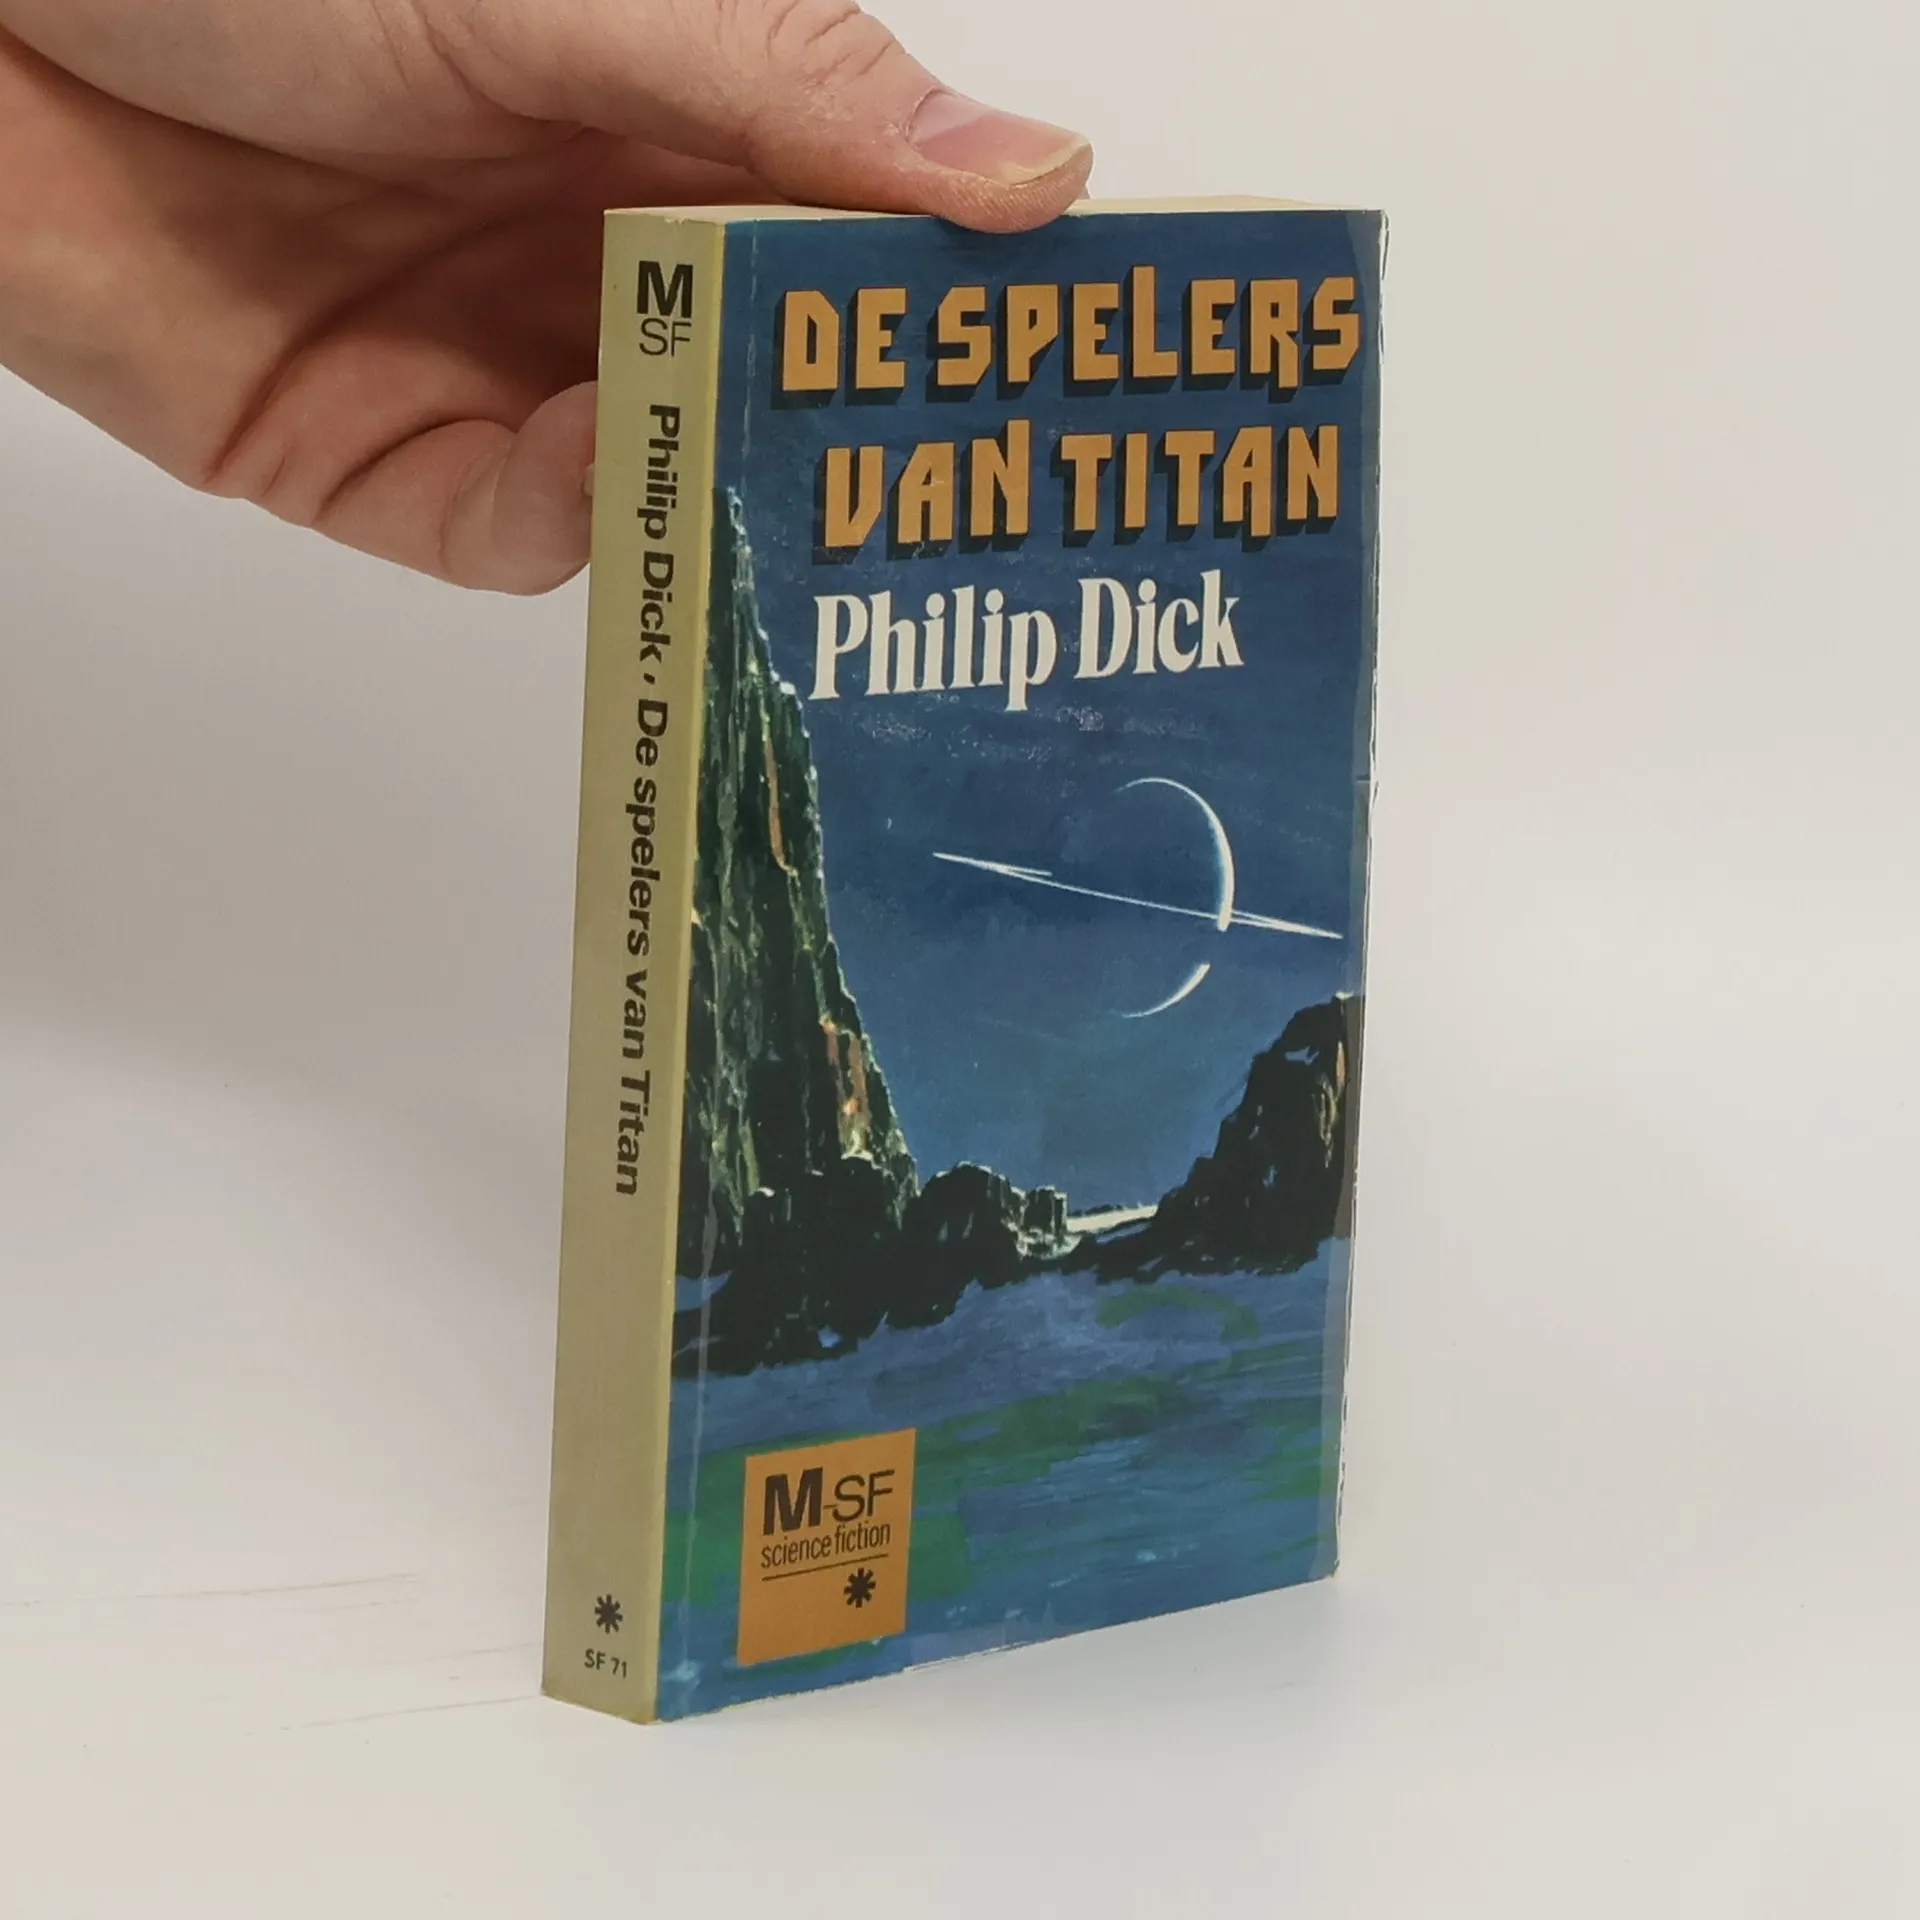 M
SF
Philip Dick, De spelers van Titan
*
SF 71
DE SPELERS
VAN TITAN
Philip Dick
M-SF
science fiction
*